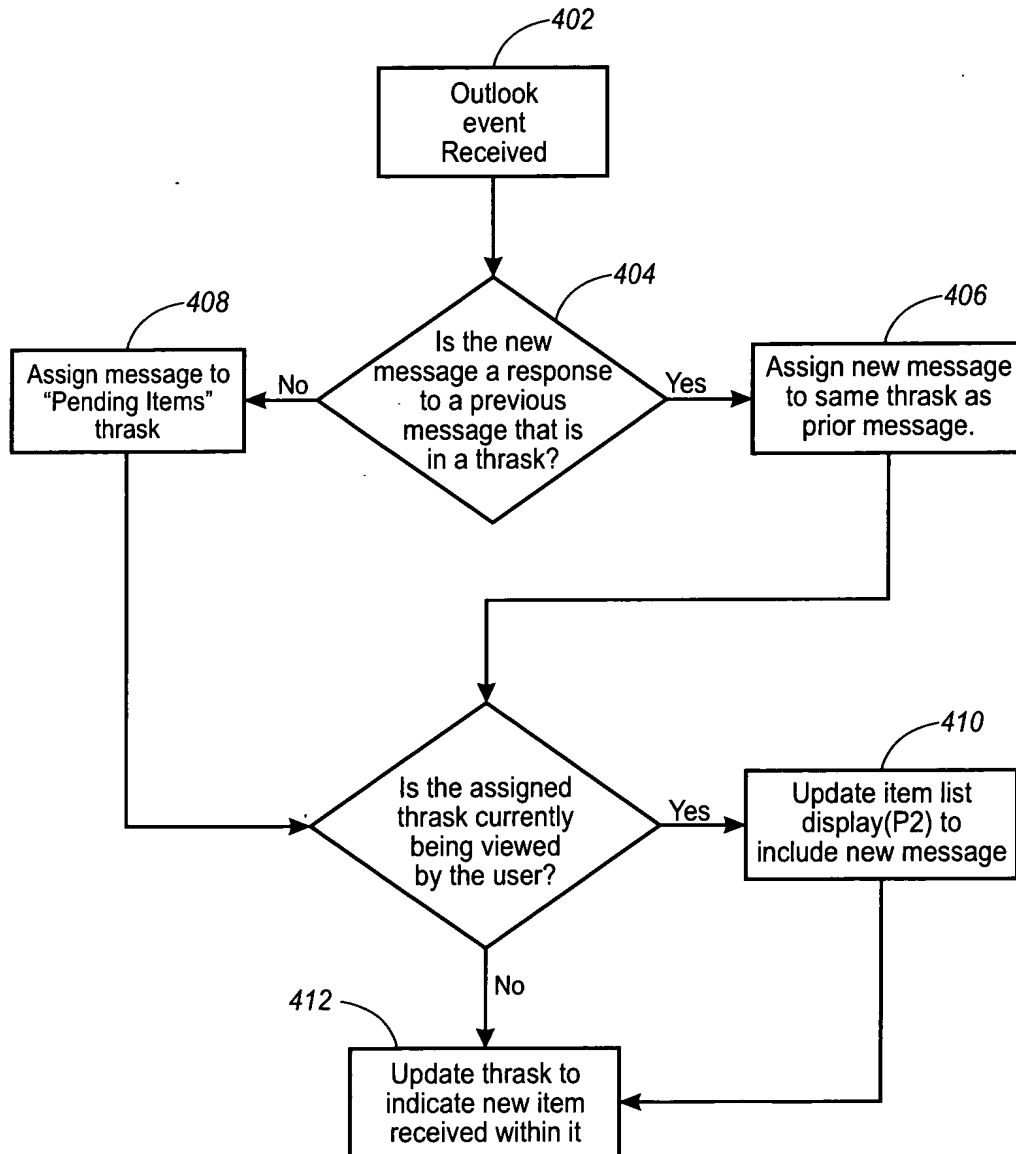 402
Outlook
event
Received
404
Is the new
message a response
to a previous
message that is
in a thrask?
No
Yes
408
Assign message to
“Pending Items”
thrask
406
Assign new message
to same thrask as
prior message.
Is the assigned
thrask currently
being viewed
by the user?
Yes
No
410
Update item list
display(P2) to
include new message
412
Update thrask to
indicate new item
received within it